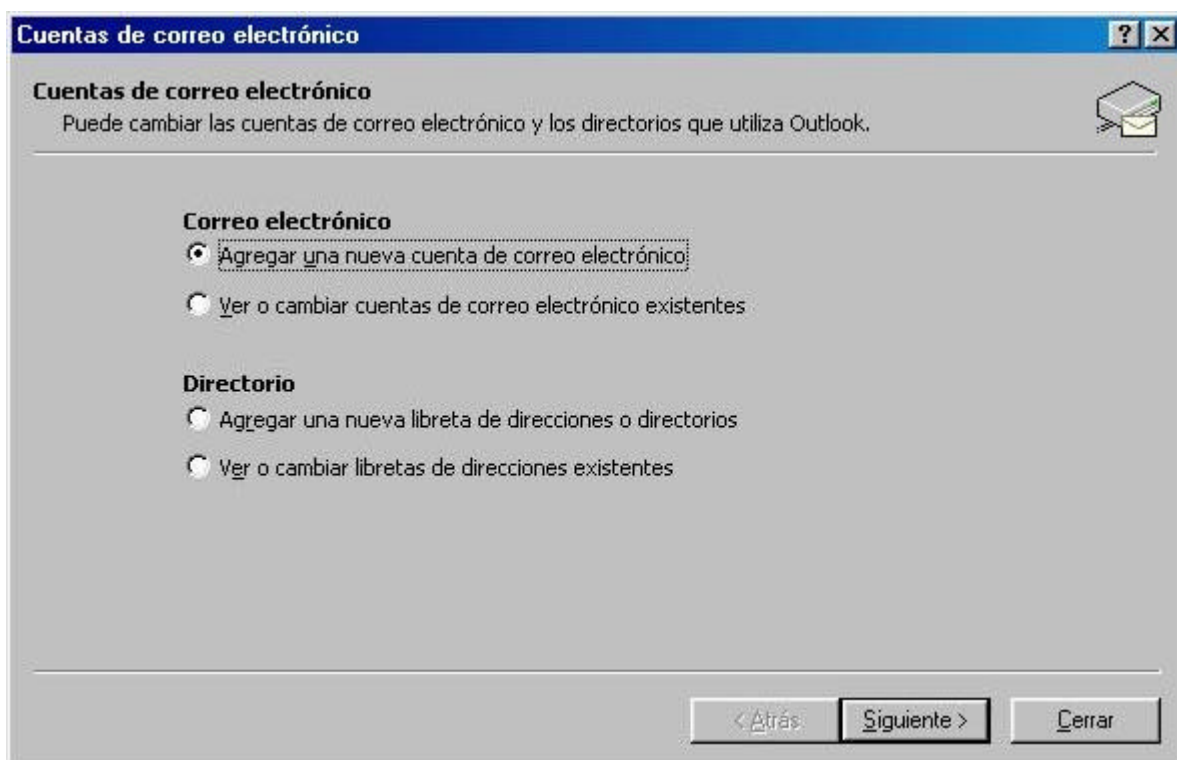 Cuentas de correo electrónico
Cuentas de correo electrónico
Puede cambiar las cuentas de correo electrónico y los directorios que utiliza Outlook.
Correo electrónico
Agregar una nueva cuenta de correo electrónico
Ver o cambiar cuentas de correo electrónico existentes
Directorio
Agregar una nueva libreta de direcciones o directorios
Ver o cambiar libretas de direcciones existentes
< Atrás Siguiente > Cerrar